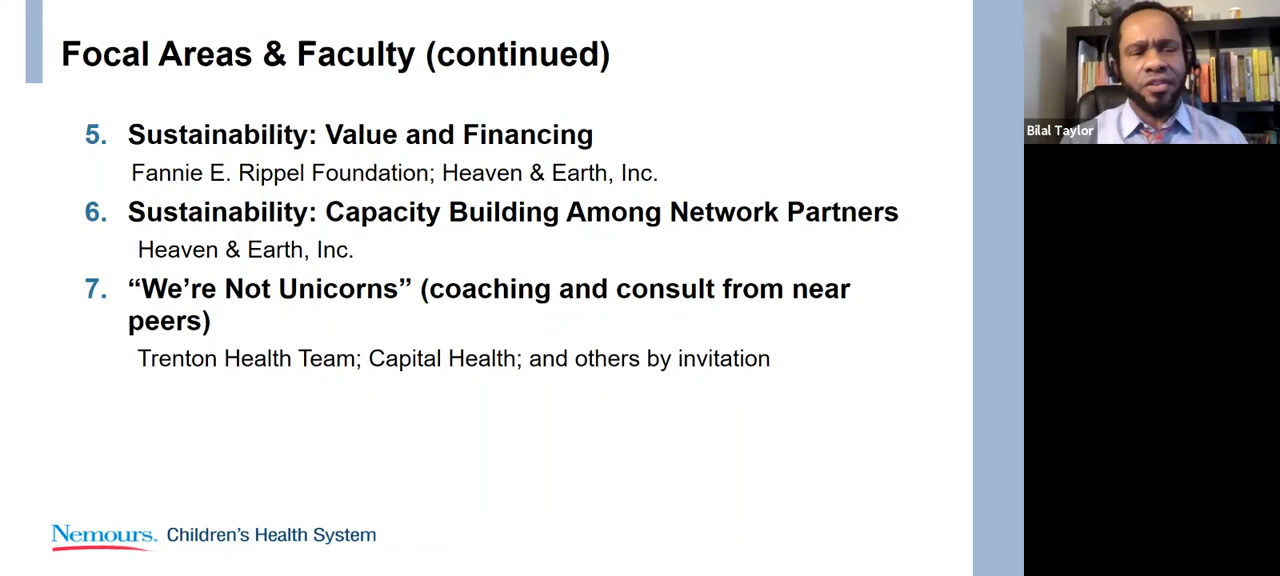 Focal Areas & Faculty (continued)
5. Sustainability: Value and Financing
Fannie E. Rippel Foundation; Heaven & Earth, Inc.
6. Sustainability: Capacity Building Among Network Partners
Heaven & Earth, Inc.
7. “We’re Not Unicorns” (coaching and consult from near
peers)
Trenton Health Team; Capital Health; and others by invitation
Nemours. Children’s Health System
Bilal Taylor